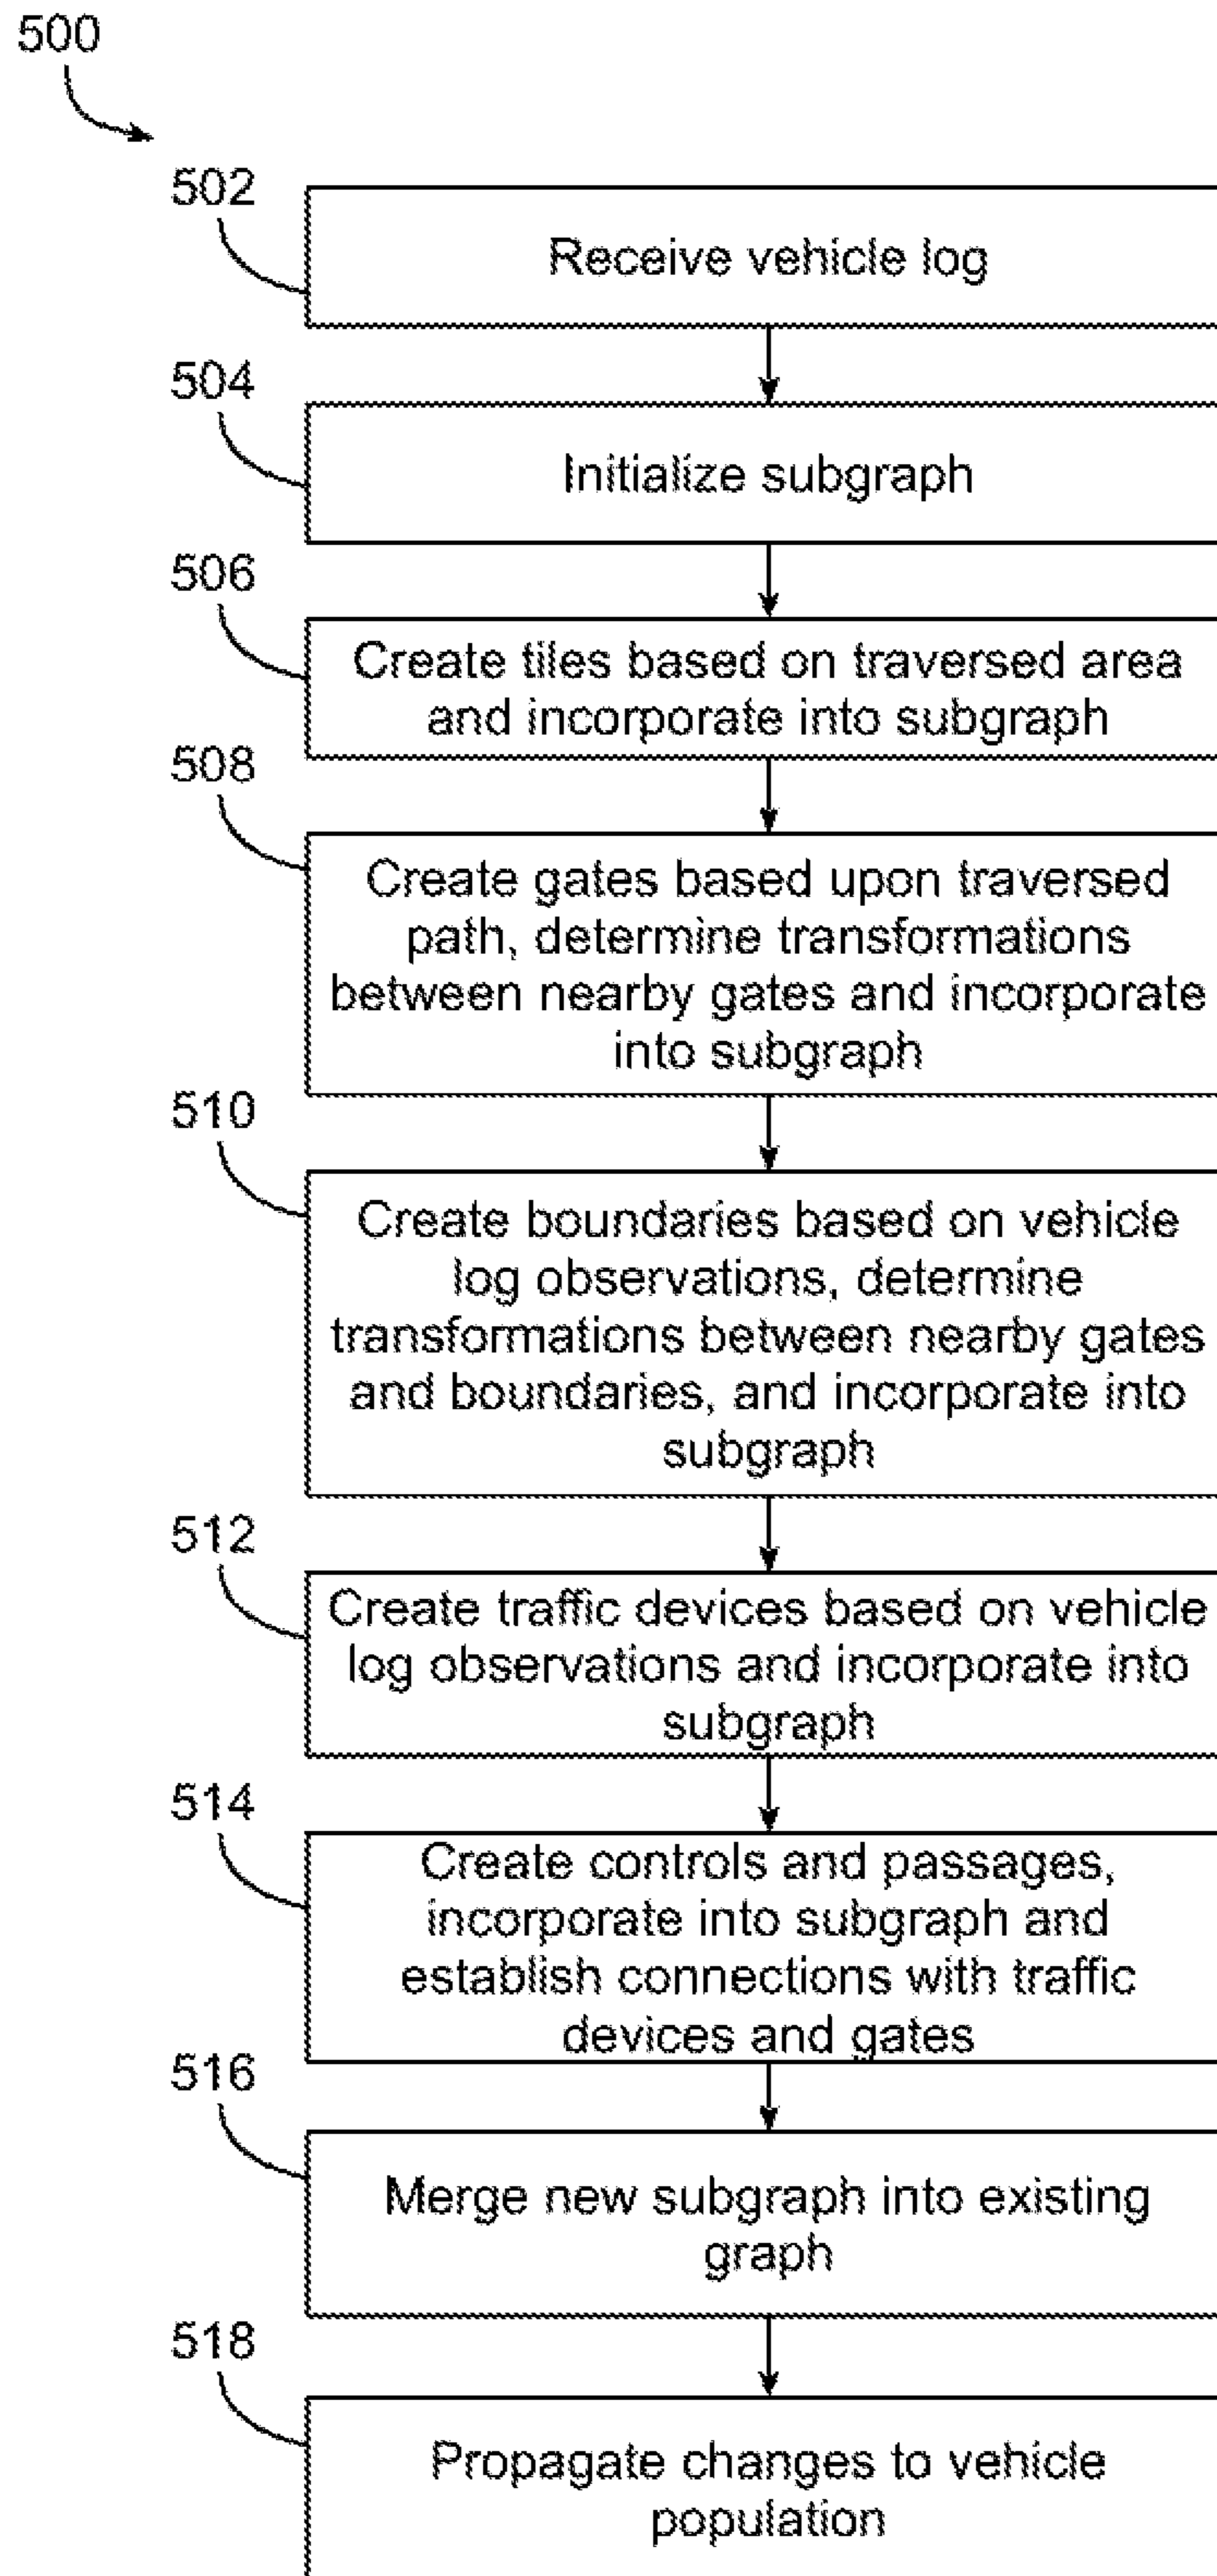 500
502
Receive vehicle log
504
Initialize subgraph
506
Create tiles based on traversed area
and incorporate into subgraph
508
Create gates based upon traversed
path, determine transformations
between nearby gates and incorporate
into subgraph
510
Create boundaries based on vehicle
log observations, determine
transformations between nearby gates
and boundaries, and incorporate into
subgraph
512
Create traffic devices based on vehicle
log observations and incorporate into
subgraph
514
Create controls and passages,
incorporate into subgraph and
establish connections with traffic
devices and gates
516
Merge new subgraph into existing
graph
518
Propagate changes to vehicle
population